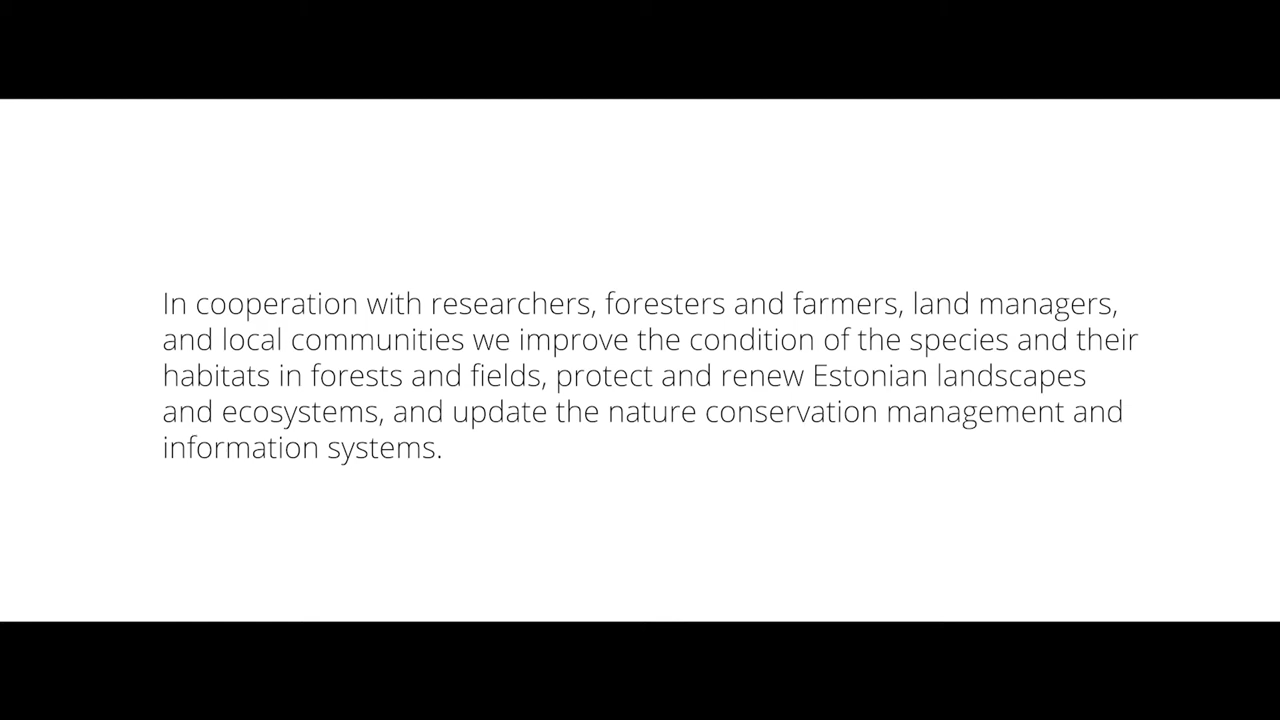 In cooperation with researchers, foresters and farmers, land managers,
and local communities we improve the condition of the species and their
habitats in forests and fields, protect and renew Estonian landscapes
and ecosystems, and update the nature conservation management and
information systems.